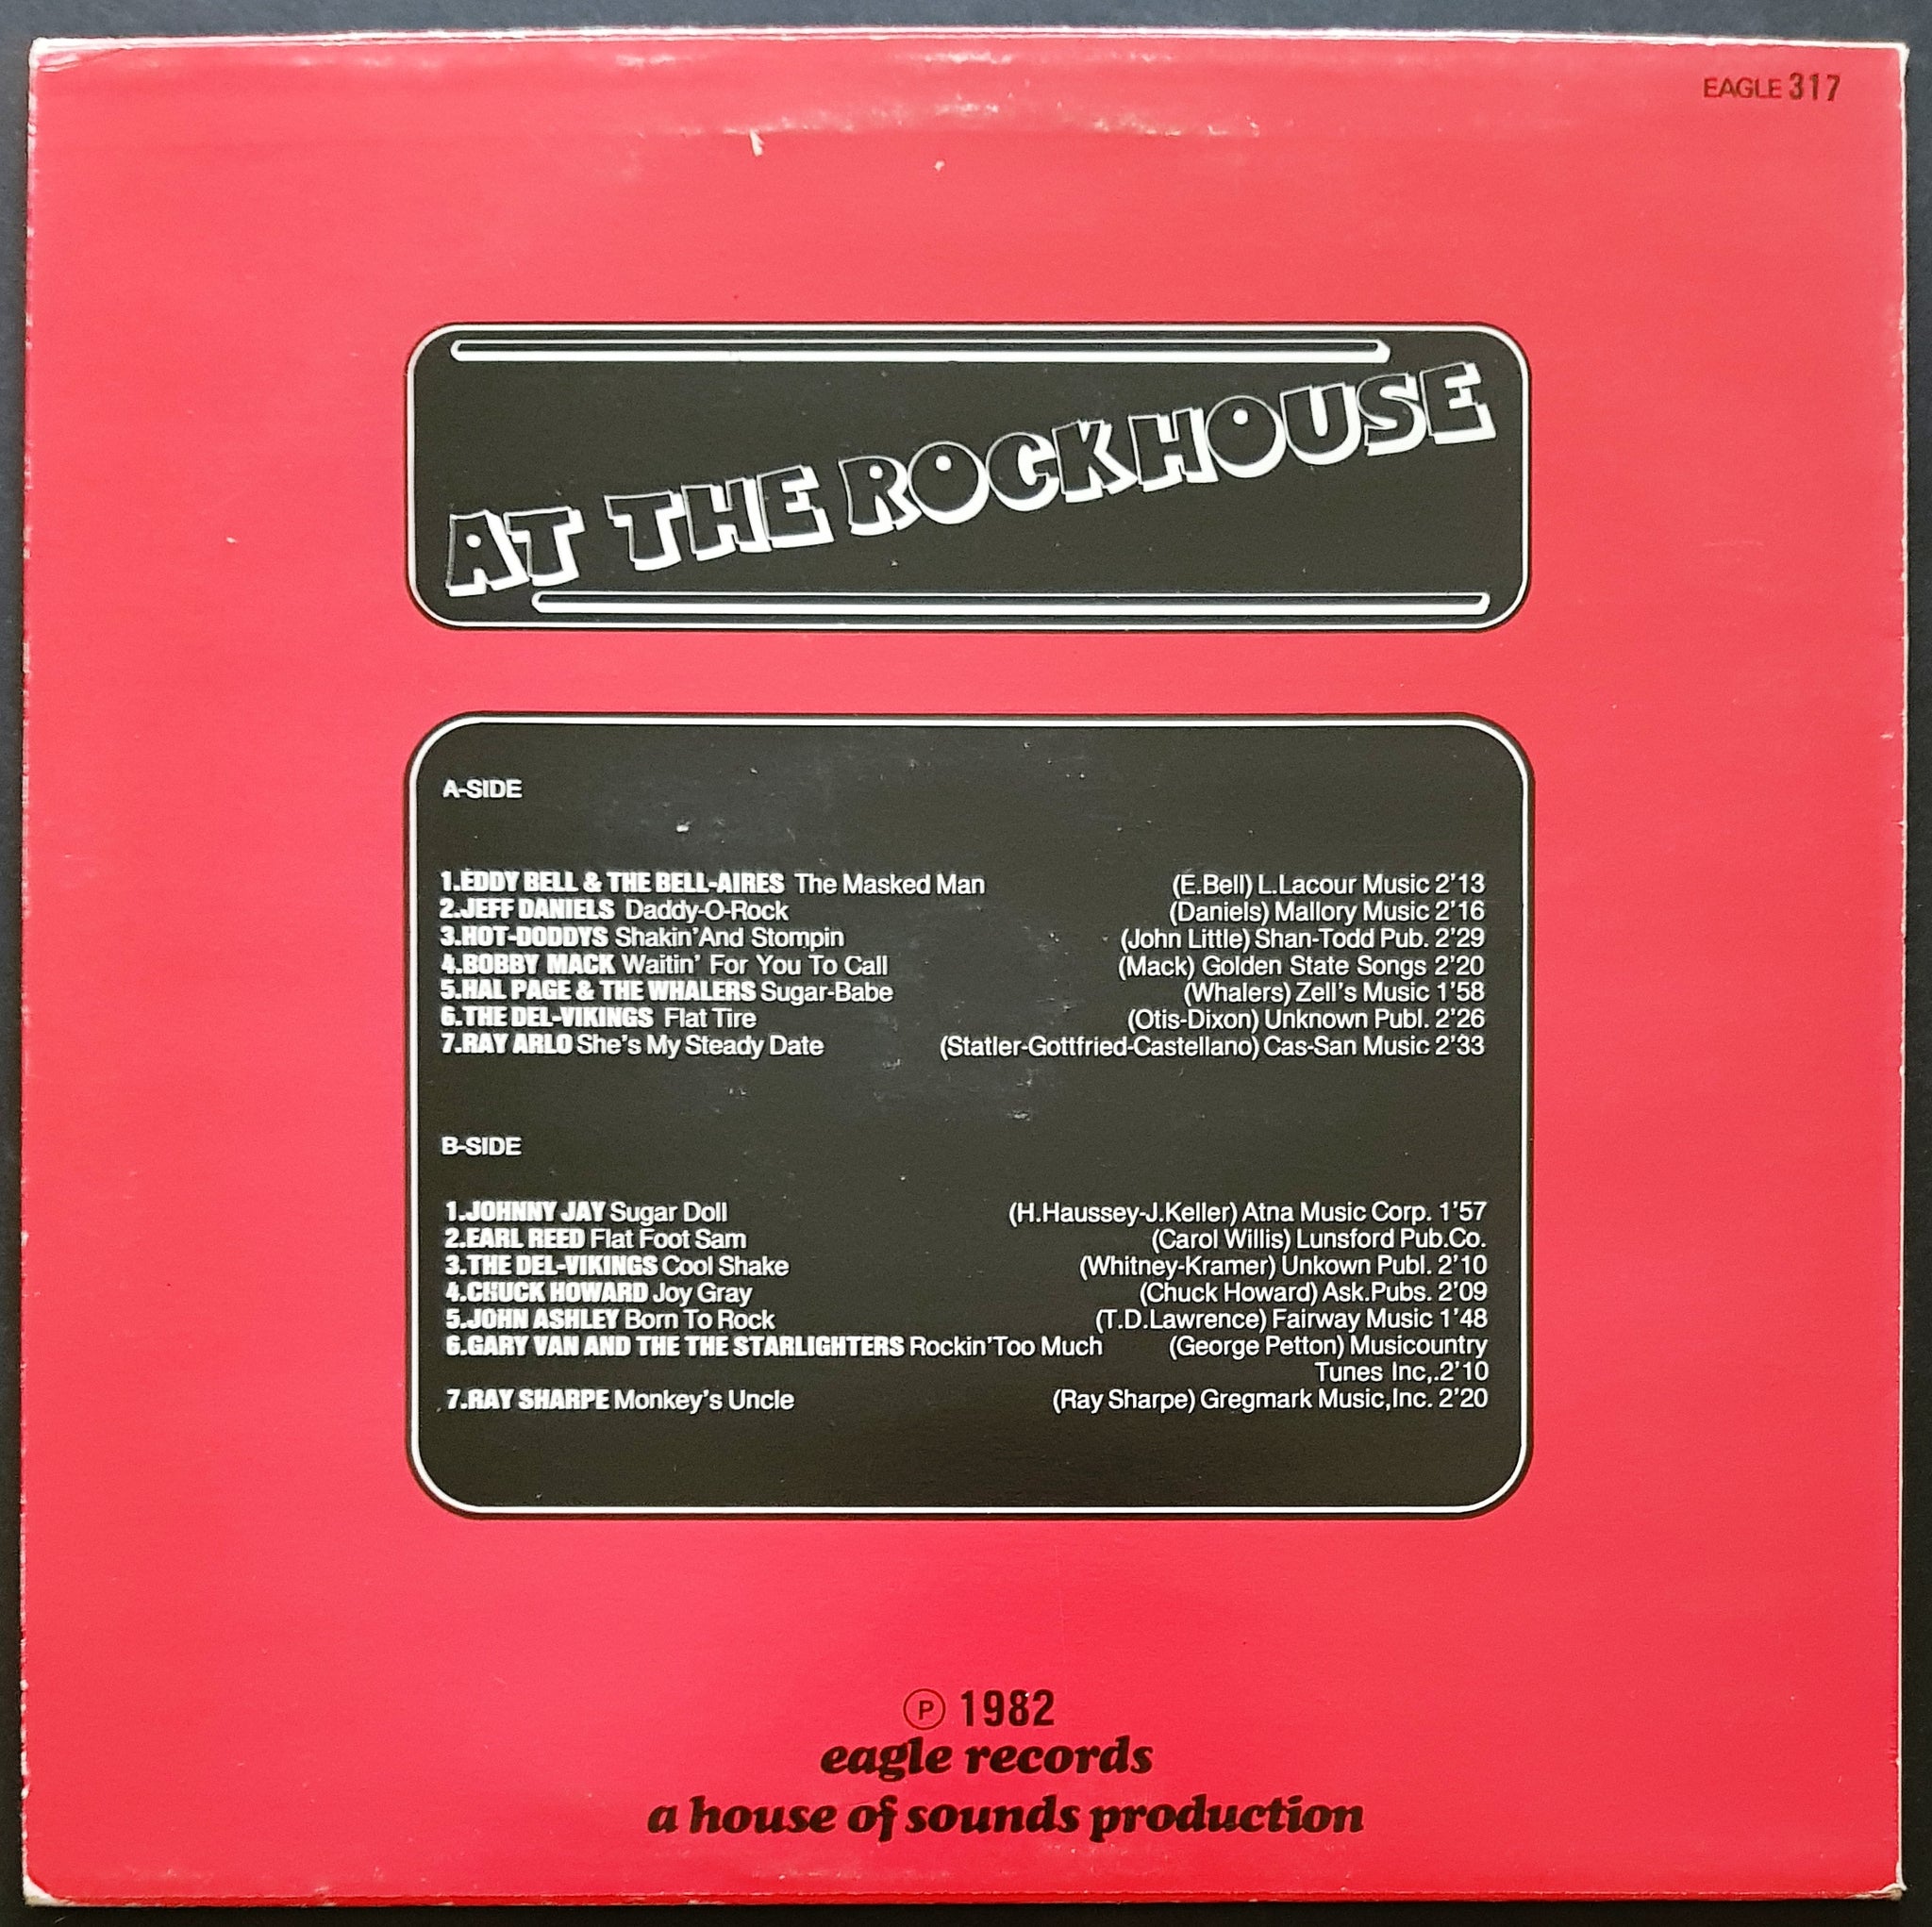 EAGLE 317
AT THE ROCKHOUSE
A-SIDE
1.EDDY BELL & THE BELL-AIRES The Masked Man (E.Bell) L.Lacour Music 2'13
2.JEFF DANIELS Daddy-O-Rock (Daniels) Mallory Music 2'16
3.HOT-DODDYS Shakin'And Stompin (John Little) Shan-Todd Pub. 2'29
4.BOBBY MACK Waitin' For You To Call (Mack) Golden State Songs 2'20
5.HAL PAGE & THE WHALERS Sugar-Babe (Whalers) Zell's Music 1'58
6.THE DEL-VIKINGS Flat Tire (Otis-Dixon) Unknown Publ. 2'26
7.RAY ARLO She's My Steady Date (Statler-Gottfried-Castellano) Cas-San Music 2'33
B-SIDE
1.JOHNNY JAY Sugar Doll (H.Haussey-J.Keller) Atna Music Corp. 1'57
2.EARL REED Flat Foot Sam (Carol Willis) Lunsford Pub.Co.
3.THE DEL-VIKINGS Cool Shake (Whitney-Kramer) Unkown Publ. 2'10
4.CHUCK HOWARD Joy Gray (Chuck Howard) Ask.Pubs. 2'09
5.JOHN ASHLEY Born To Rock (T.D.Lawrence) Fairway Music 1'48
6.GARY VAN AND THE THE STARLIGHTERS Rockin'Too Much (George Petton) Musicountry
Tunes Inc,.2'10
7.RAY SHARPE Monkey's Uncle (Ray Sharpe) Gregmark Music,Inc. 2'20
Ⓟ 1982
eagle records
a house of sounds production